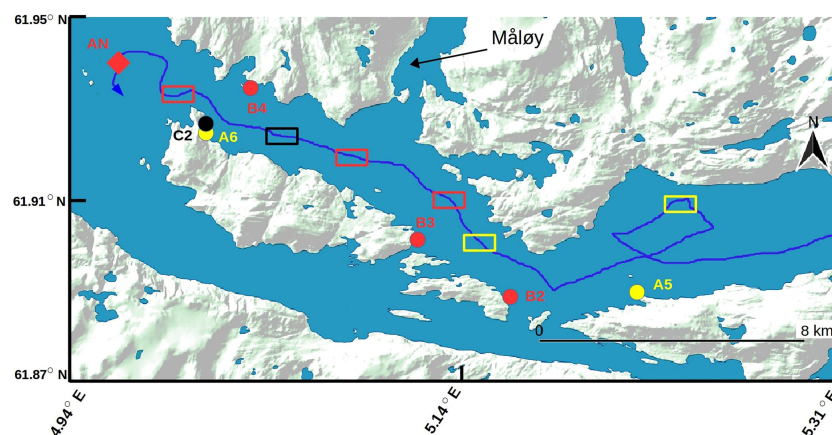 61.95° N
AN
Måløy
B4
C2 A6
N
61.91° N
B3
A5
B2
0 8 km
61.87° N
4.94° E
5.14° E
5.31° E